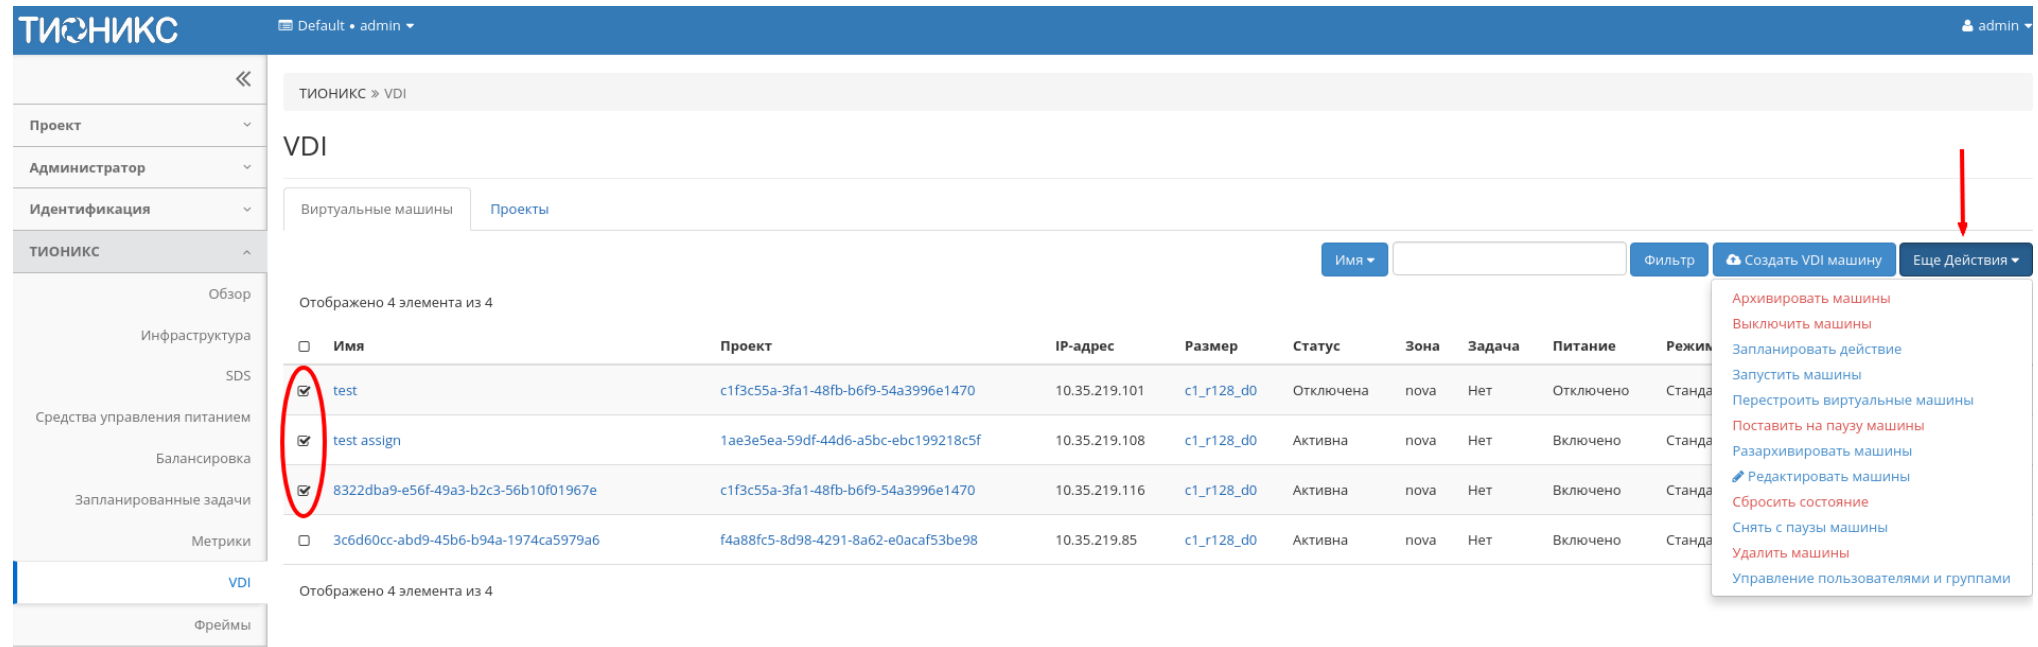 ТИОНИКС
Default • admin
admin
ТИОНИКС » VDI
Проект
VDI
Администратор
Идентификация
Виртуальные машины Проекты
ТИОНИКС
Имя Фильтр Создать VDI машину Еще Действия
Обзор
Инфраструктура
SDS
Средства управления питанием
Балансировка
Запланированные задачи
Метрики
VDI
Фреймы
Отображено 4 элемента из 4
Имя Проект IP-адрес Размер Статус Зона Задача Питание Режим
test c1f3c55a-3fa1-48fb-b6f9-54a3996e1470 10.35.219.101 c1_r128_d0 Отключена nova Нет Отключено Станда
test assign 1ae3e5ea-59df-44d6-a5bc-ebc199218c5f 10.35.219.108 c1_r128_d0 Активна nova Нет Включено Станда
8322dba9-e56f-49a3-b2c3-56b10f01967e c1f3c55a-3fa1-48fb-b6f9-54a3996e1470 10.35.219.116 c1_r128_d0 Активна nova Нет Включено Станда
3c6d60cc-abd9-45b6-b94a-1974ca5979a6 f4a88fc5-8d98-4291-8a62-e0acaf53be98 10.35.219.85 c1_r128_d0 Активна nova Нет Включено Станда
Отображено 4 элемента из 4
Архивировать машины
Выключить машины
Запланировать действие
Запустить машины
Перестроить виртуальные машины
Поставить на паузу машины
Разархивировать машины
Редактировать машины
Сбросить состояние
Снять с паузы машины
Удалить машины
Управление пользователями и группами